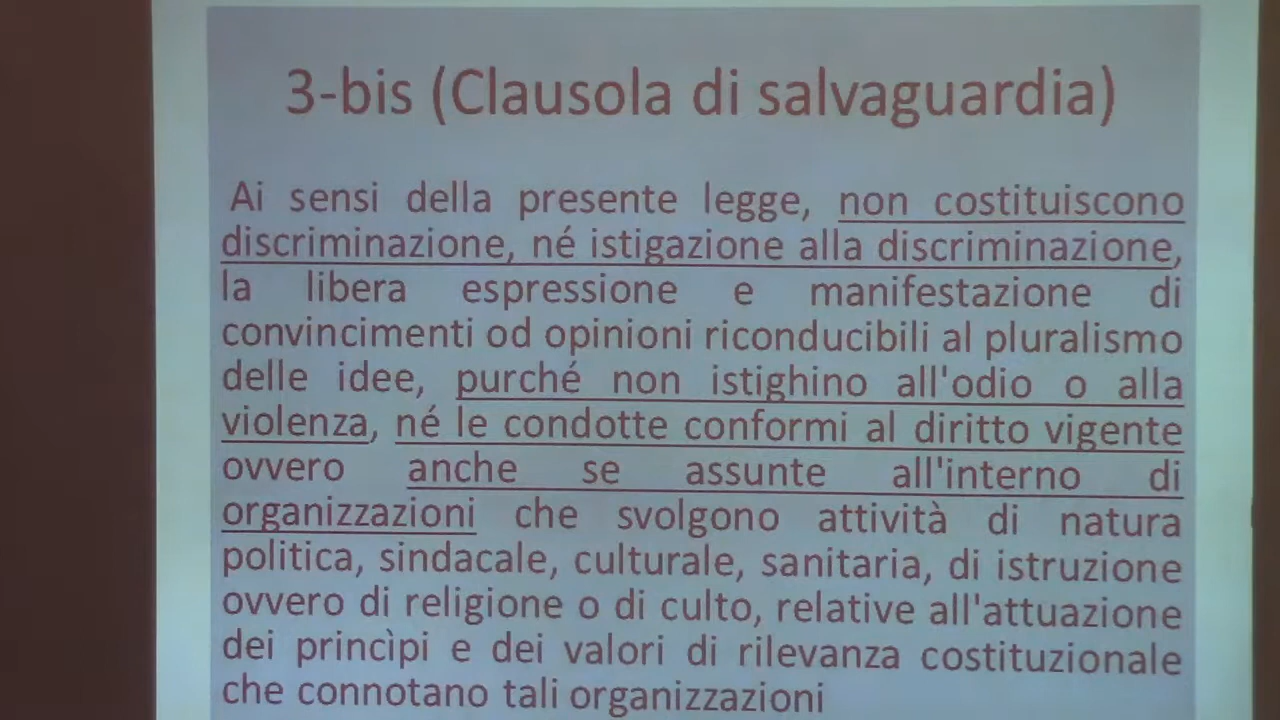 3-bis (Clausola di salvaguardia)
Ai sensi della presente legge, non costituiscono
discriminazione, né istigazione alla discriminazione,
la libera espressione e manifestazione di
convincimenti od opinioni riconducibili al pluralismo
delle idee, purché non istighino all'odio o alla
violenza, né le condotte conformi al diritto vigente
ovvero anche se assunte all'interno di
organizzazioni che svolgono attività di natura
politica, sindacale, culturale, sanitaria, di istruzione
ovvero di religione o di culto, relative all'attuazione
dei princìpi e dei valori di rilevanza costituzionale
che connotano tali organizzazioni